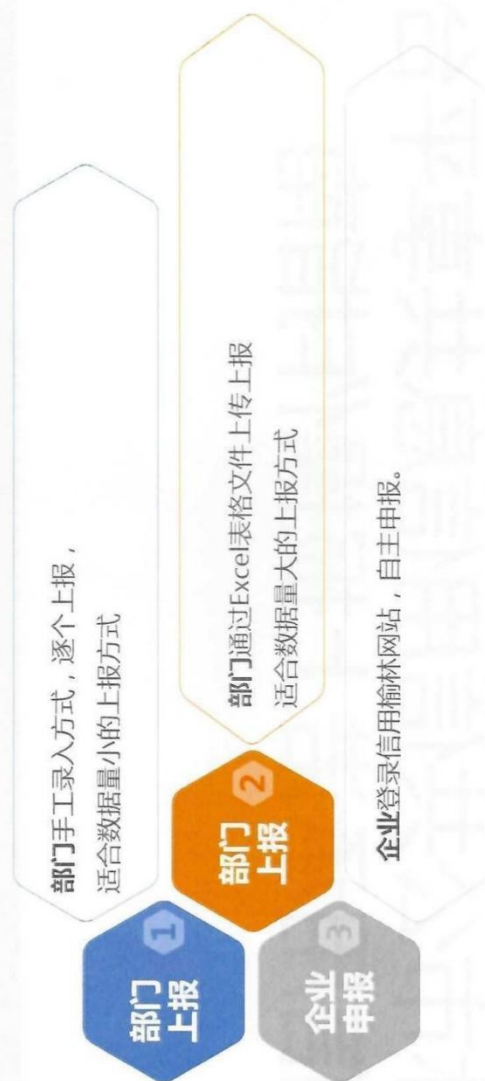 部门
上报
1
部门手工录入方式，逐个上报，
适合数据量小的上报方式
部门
上报
2
部门通过Excel表格文件上传上报
适合数据量大的上报方式
企业
申报
3
企业登录信用榆林网站，自主申报。